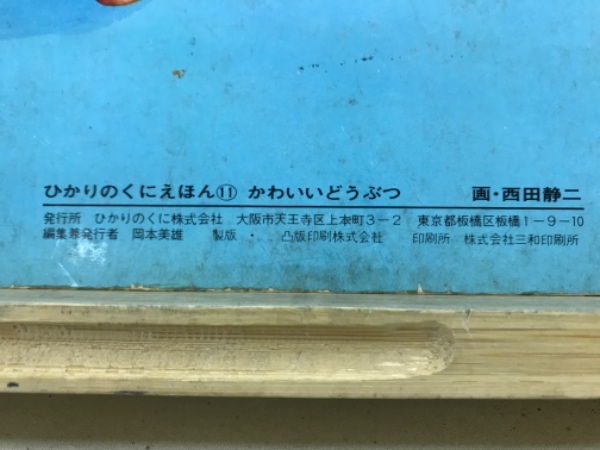 ひかりのくにえほん⑪ かわいいどうぶつ 画・西田静二
発行所 ひかりのくに株式会社 大阪市天王寺区上本町3−2 東京都板橋区板橋1−9−10
編集兼発行者 岡本美雄 製版・凸版印刷株式会社 印刷所 株式会社三和印刷所